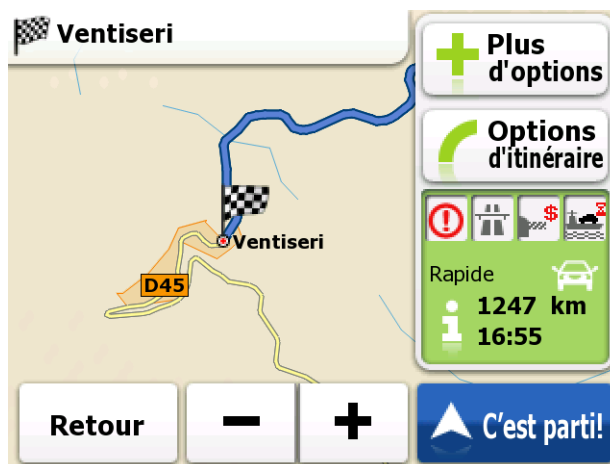 Ventiseri
Plus
d'options
Options
d'itinéraire
$
Ventiseri
D45
Rapide
1247 km
16:55
Retour
C'est parti!